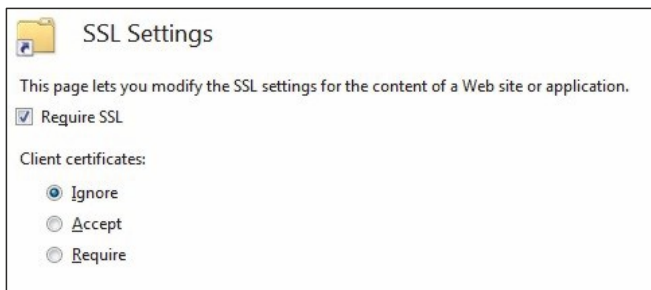 SSL Settings
This page lets you modify the SSL settings for the content of a Web site or application.
Require SSL
Client certificates:
Ignore
Accept
Require